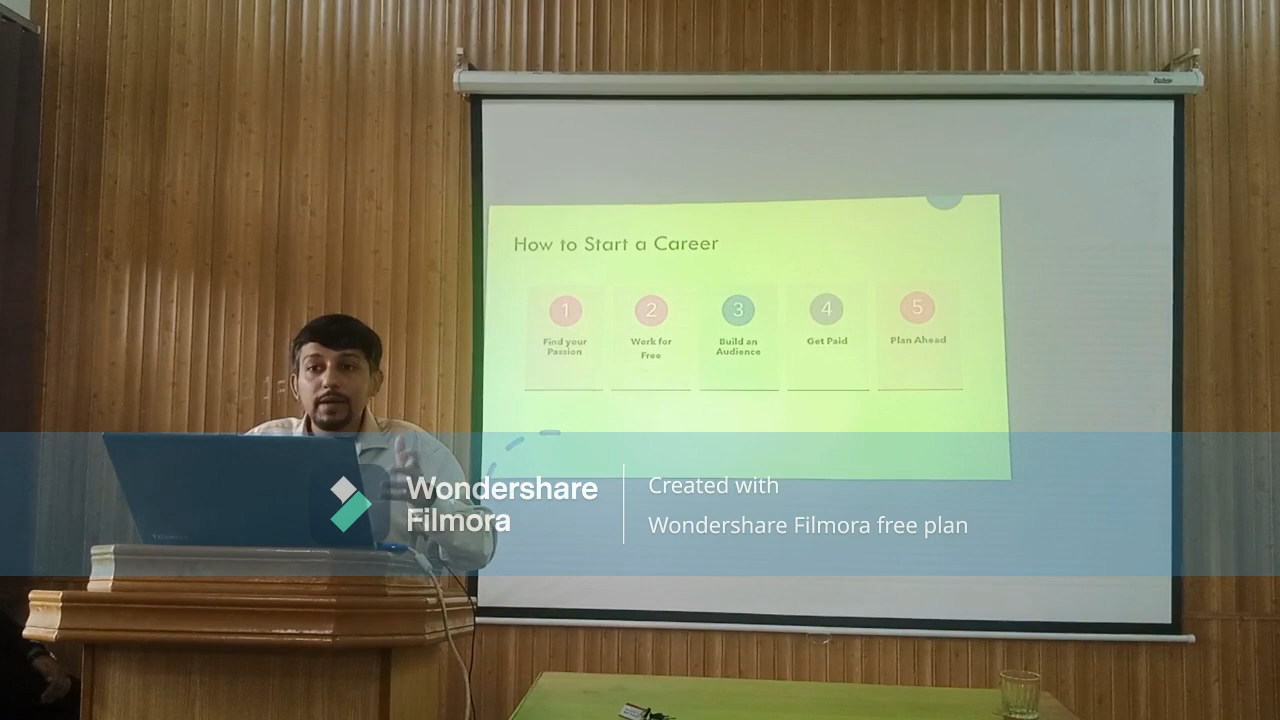 How to Start a Career
1
2
3
4
5
Find your
Passion
Work for
Free
Build an
Audience
Get Paid
Plan Ahead
Wondershare
Filmora
Created with
Wondershare Filmora free plan